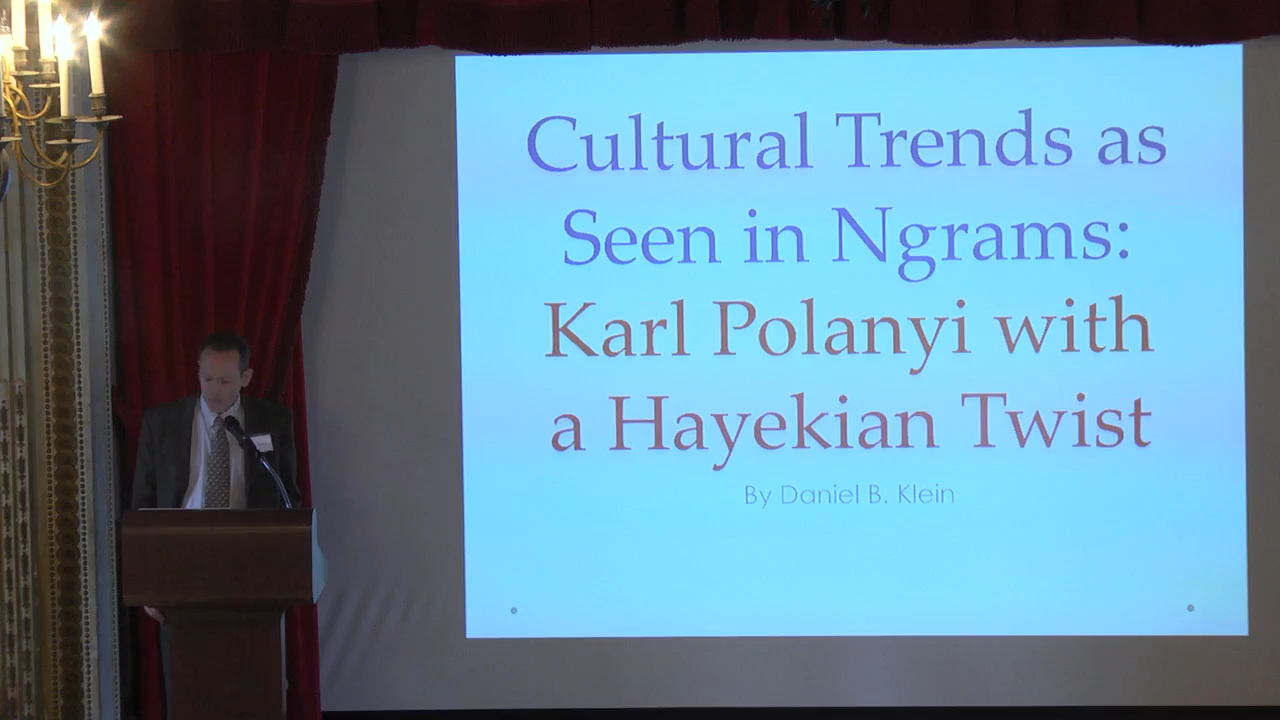 Cultural Trends as
Seen in Ngrams:
Karl Polanyi with
a Hayekian Twist
By Daniel B. Klein